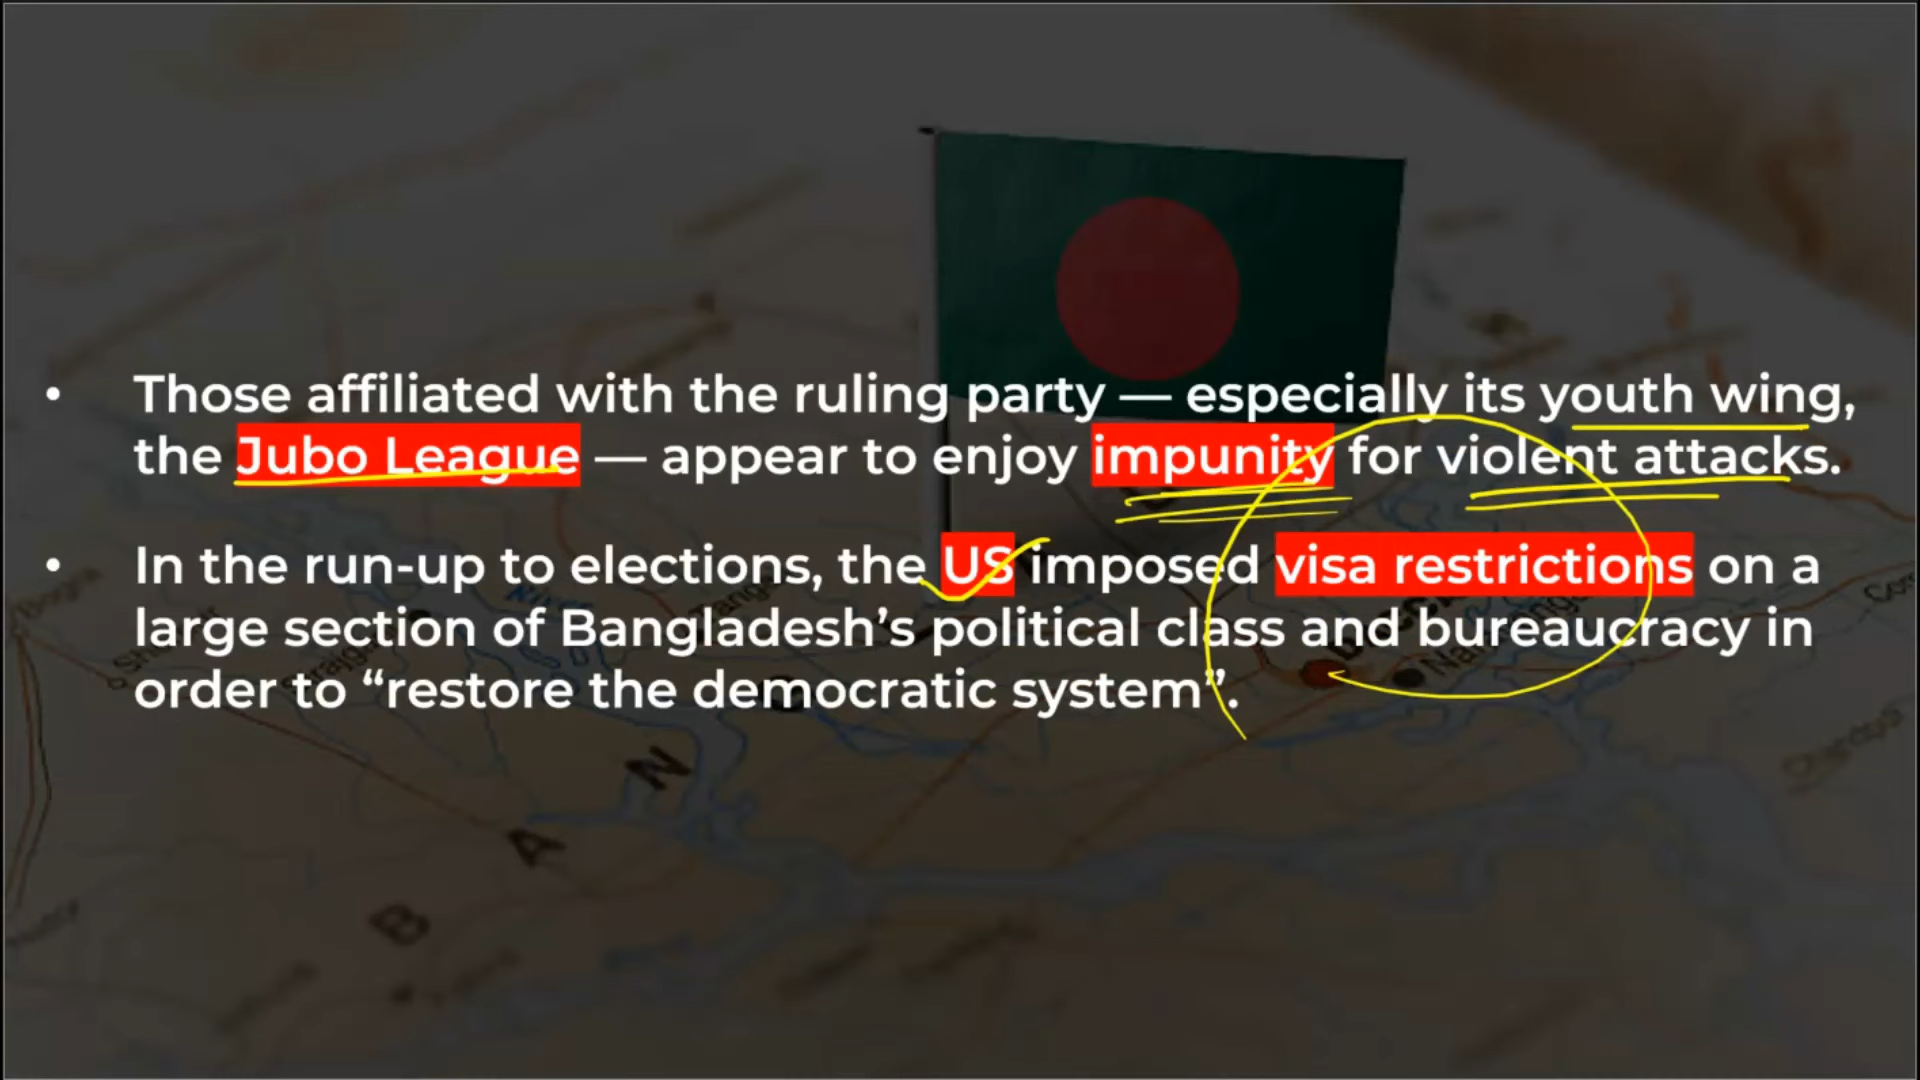 • Those affiliated with the ruling party — especially its youth wing,
the Jubo League — appear to enjoy impunity for violent attacks.
• In the run-up to elections, the US imposed visa restrictions on a
large section of Bangladesh’s political class and bureaucracy in
order to “restore the democratic system”.
N
A
B